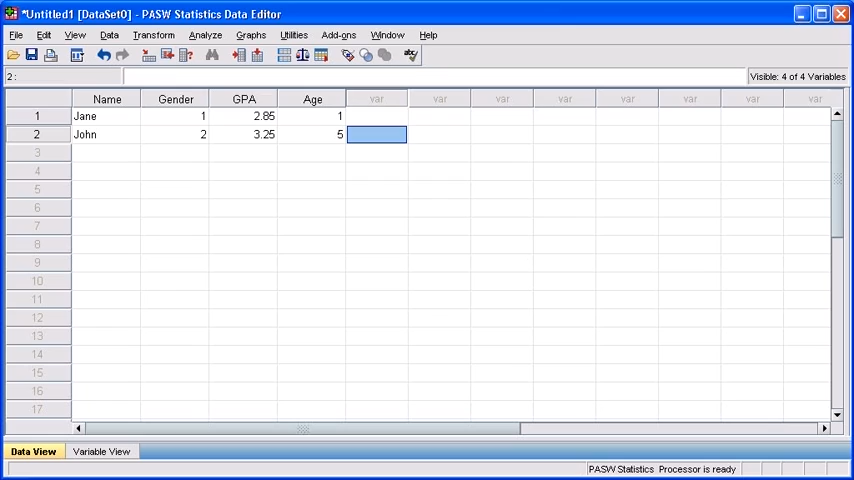 *Untitled1 [DataSet0] - PASW Statistics Data Editor
File Edit View Data Transform Analyze Graphs Utilities Add-ons Window Help
2 : Visible: 4 of 4 Variables
Name Gender GPA Age var var var var var var var var
1 Jane 1 2.85 1
2 John 2 3.25 5
3
4
5
6
7
8
9
10
11
12
13
14
15
16
17
Data View Variable View
PASW Statistics Processor is ready